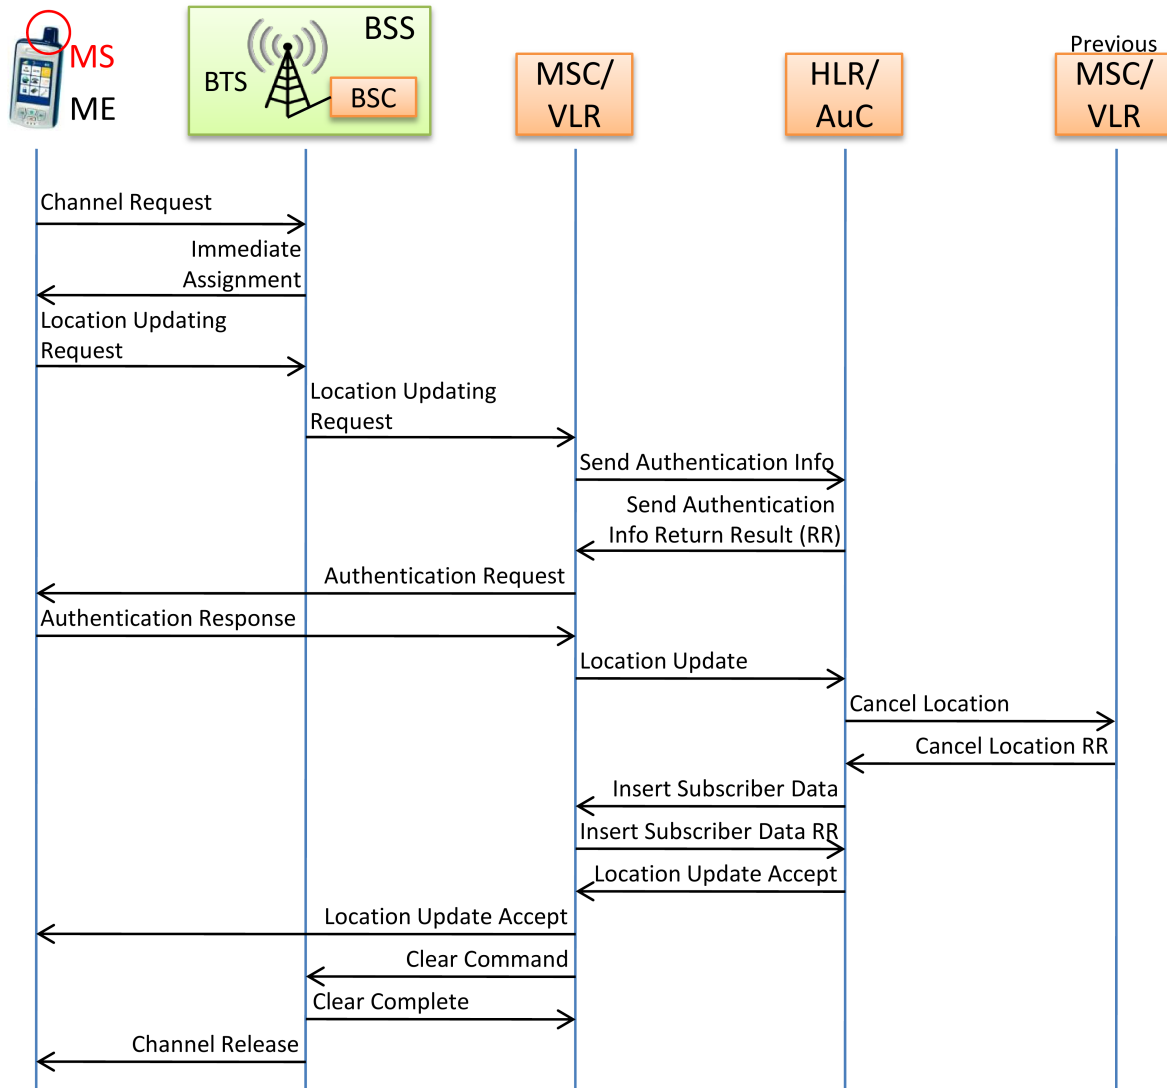 MS
ME
BSS
BTS
BSC
MSC/
VLR
HLR/
AuC
Previous
MSC/
VLR
Channel Request
Immediate
Assignment
Location Updating
Request
Location Updating
Request
Send Authentication Info
Send Authentication
Info Return Result (RR)
Authentication Request
Authentication Response
Location Update
Cancel Location
Cancel Location RR
Insert Subscriber Data
Insert Subscriber Data RR
Location Update Accept
Location Update Accept
Clear Command
Clear Complete
Channel Release